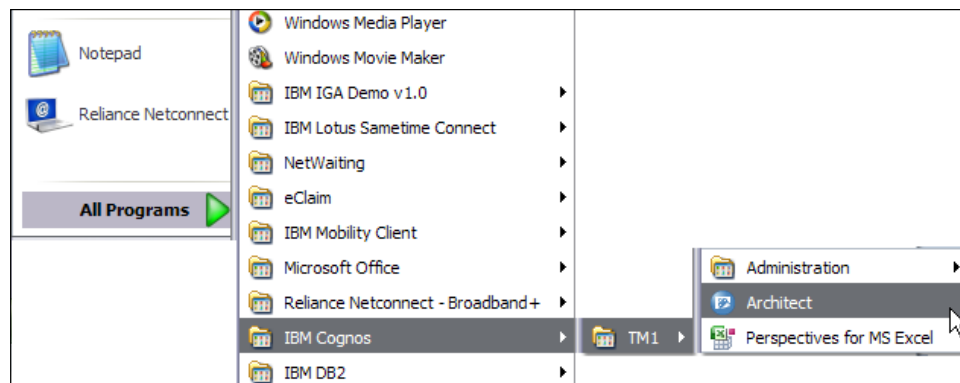 Notepad
Reliance Netconnect
All Programs
Windows Media Player
Windows Movie Maker
IBM IGA Demo v1.0
IBM Lotus Sametime Connect
NetWaiting
eClaim
IBM Mobility Client
Microsoft Office
Reliance Netconnect - Broadband+
IBM Cognos
IBM DB2
TM1
Administration
Architect
Perspectives for MS Excel